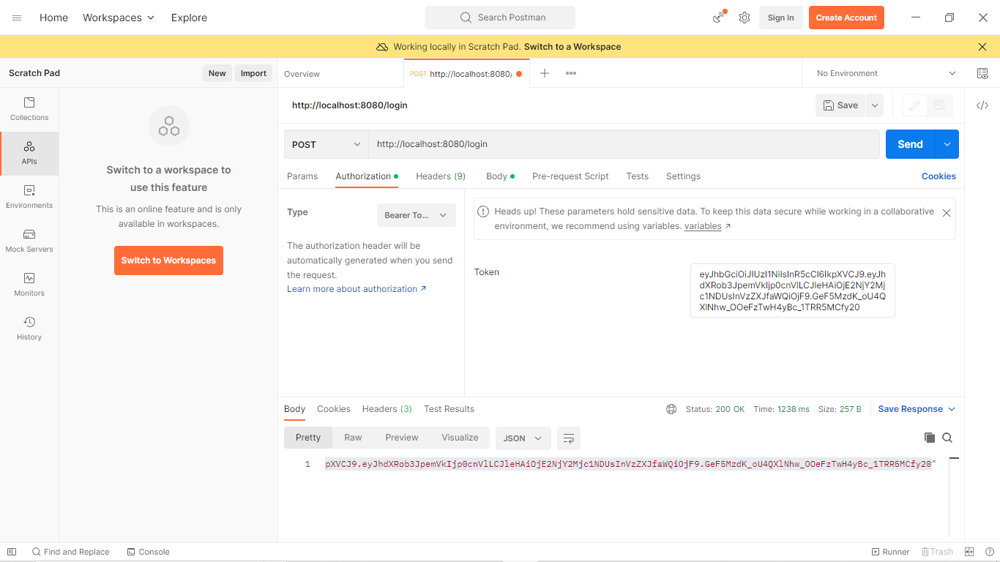 Home Workspaces Explore Search Postman Sign In Create Account
Working locally in Scratch Pad. Switch to a Workspace
Scratch Pad New Import Overview POST http://localhost:8080/ No Environment
http://localhost:8080/login Save
POST http://localhost:8080/login Send
Params Authorization Headers (9) Body Pre-request Script Tests Settings Cookies
Collections
APIs
Environments
Mock Servers
Monitors
History
Switch to a workspace to
use this feature
This is an online feature and is only
available in workspaces.
Switch to Workspaces
Type Bearer To...
The authorization header will be
automatically generated when you send
the request.
Learn more about authorization ↗
Heads up! These parameters hold sensitive data. To keep this data secure while working in a collaborative
environment, we recommend using variables. variables ↗
Token
eyJhbGciOiJIUzI1NiIsInR5cCI6IkpXVCJ9.eyJh
dXRob3JpemVkIjp0cnVlLCJleHAiOjE2NjY2Mj
c1NDUsInVzZXJfaWQiOjF9.GeF5MzdK_oU4Q
XlNhw_OOeFzTwH4yBc_1TRR5MCfy20
Body Cookies Headers (3) Test Results Status: 200 OK Time: 1238 ms Size: 257 B Save Response
Pretty Raw Preview Visualize JSON
1 pXVCJ9.eyJhdXRob3JpemVkIjp0cnVlLCJleHAiOjE2NjY2Mjc1NDUsInVzZXJfaWQiOjF9.GeF5MzdK_oU4QXlNhw_OOeFzTwH4yBc_1TRR5MCfy20"
Find and Replace Console Runner Trash